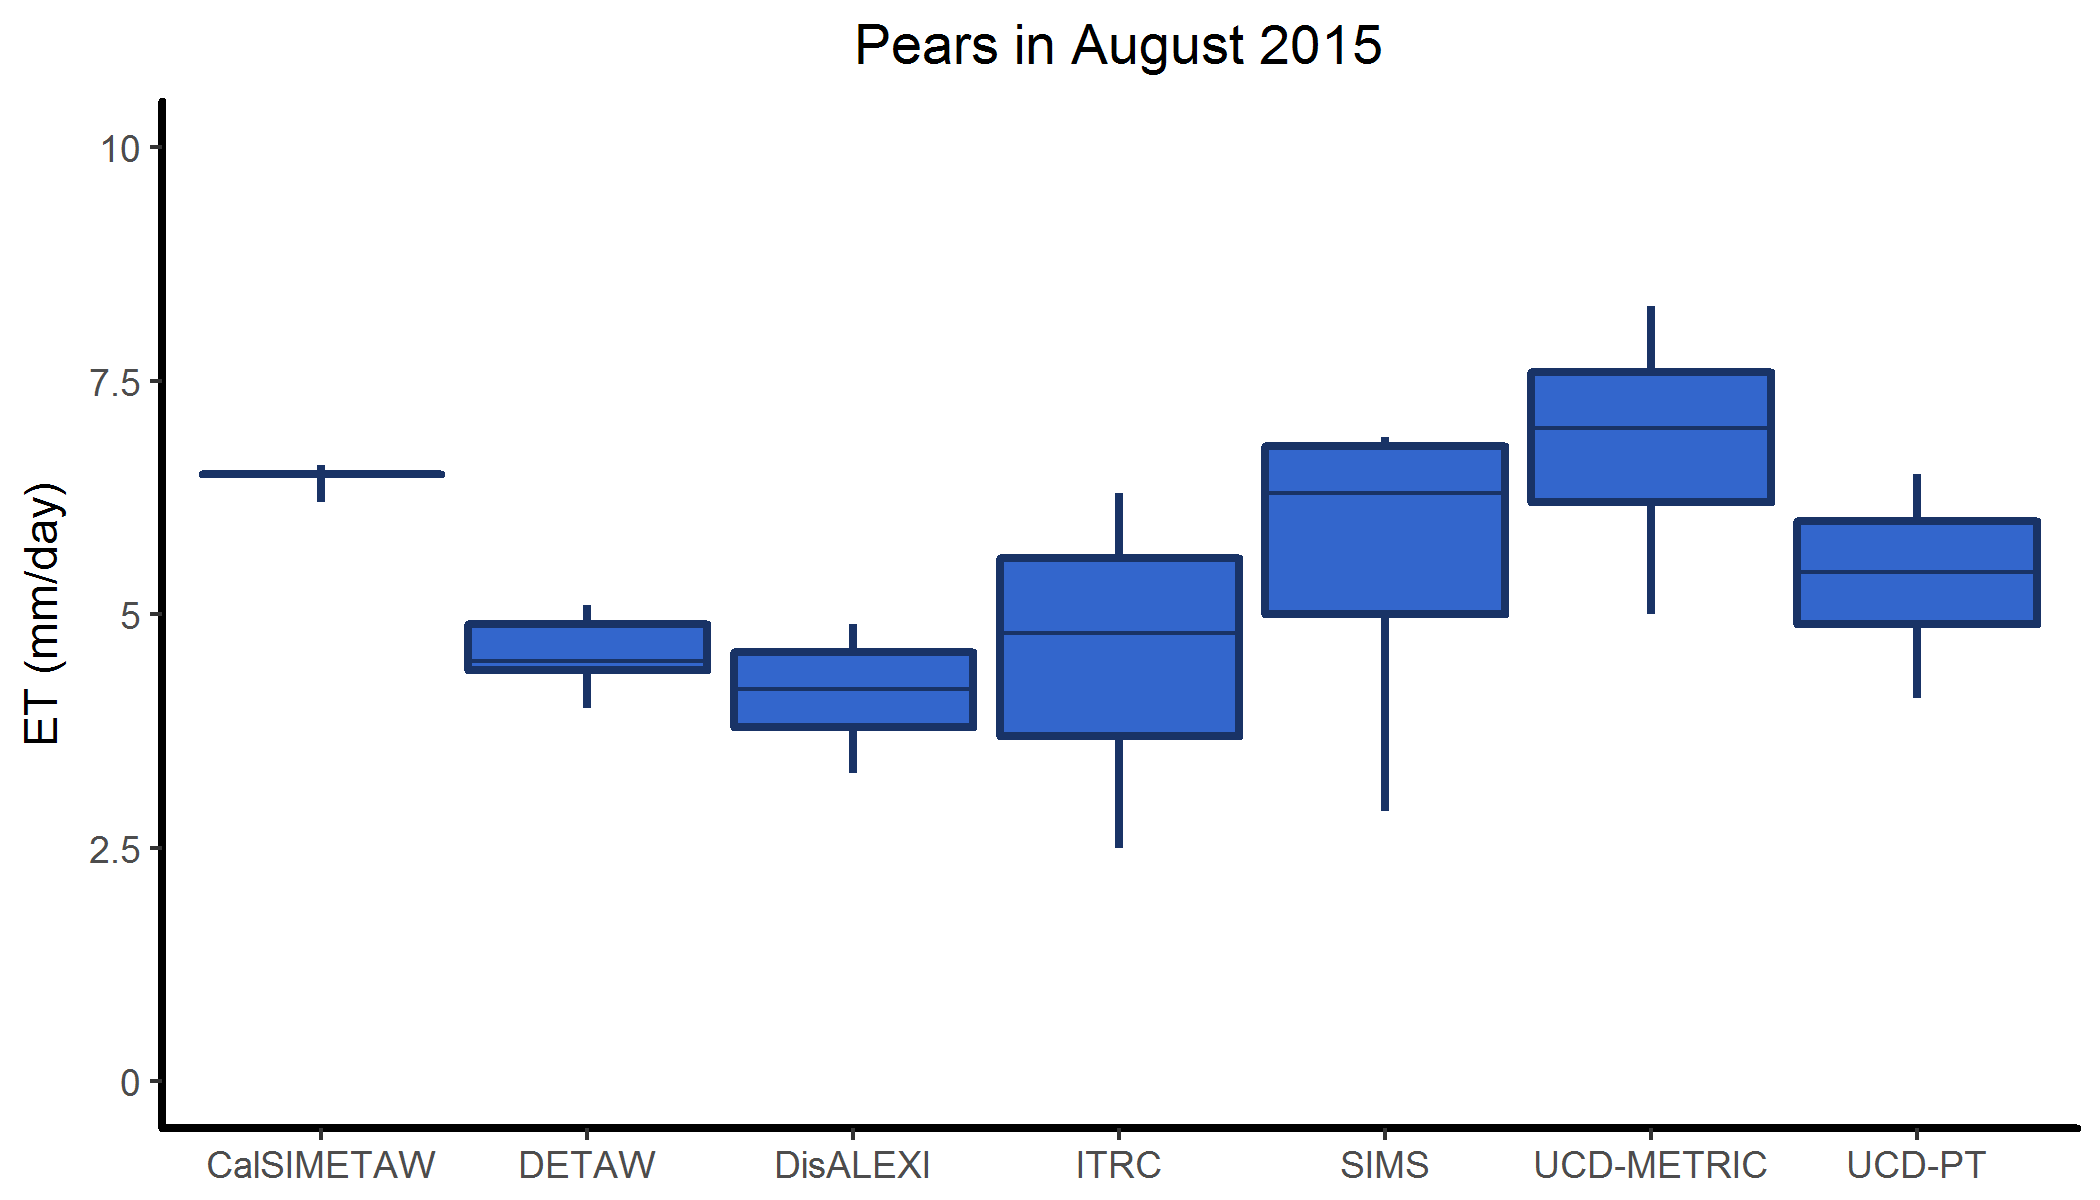 Pears in August 2015
ET (mm/day)
10
7.5
5
2.5
0
CalSIMETAW DETAW DisALEXI ITRC SIMS UCD-METRIC UCD-PT